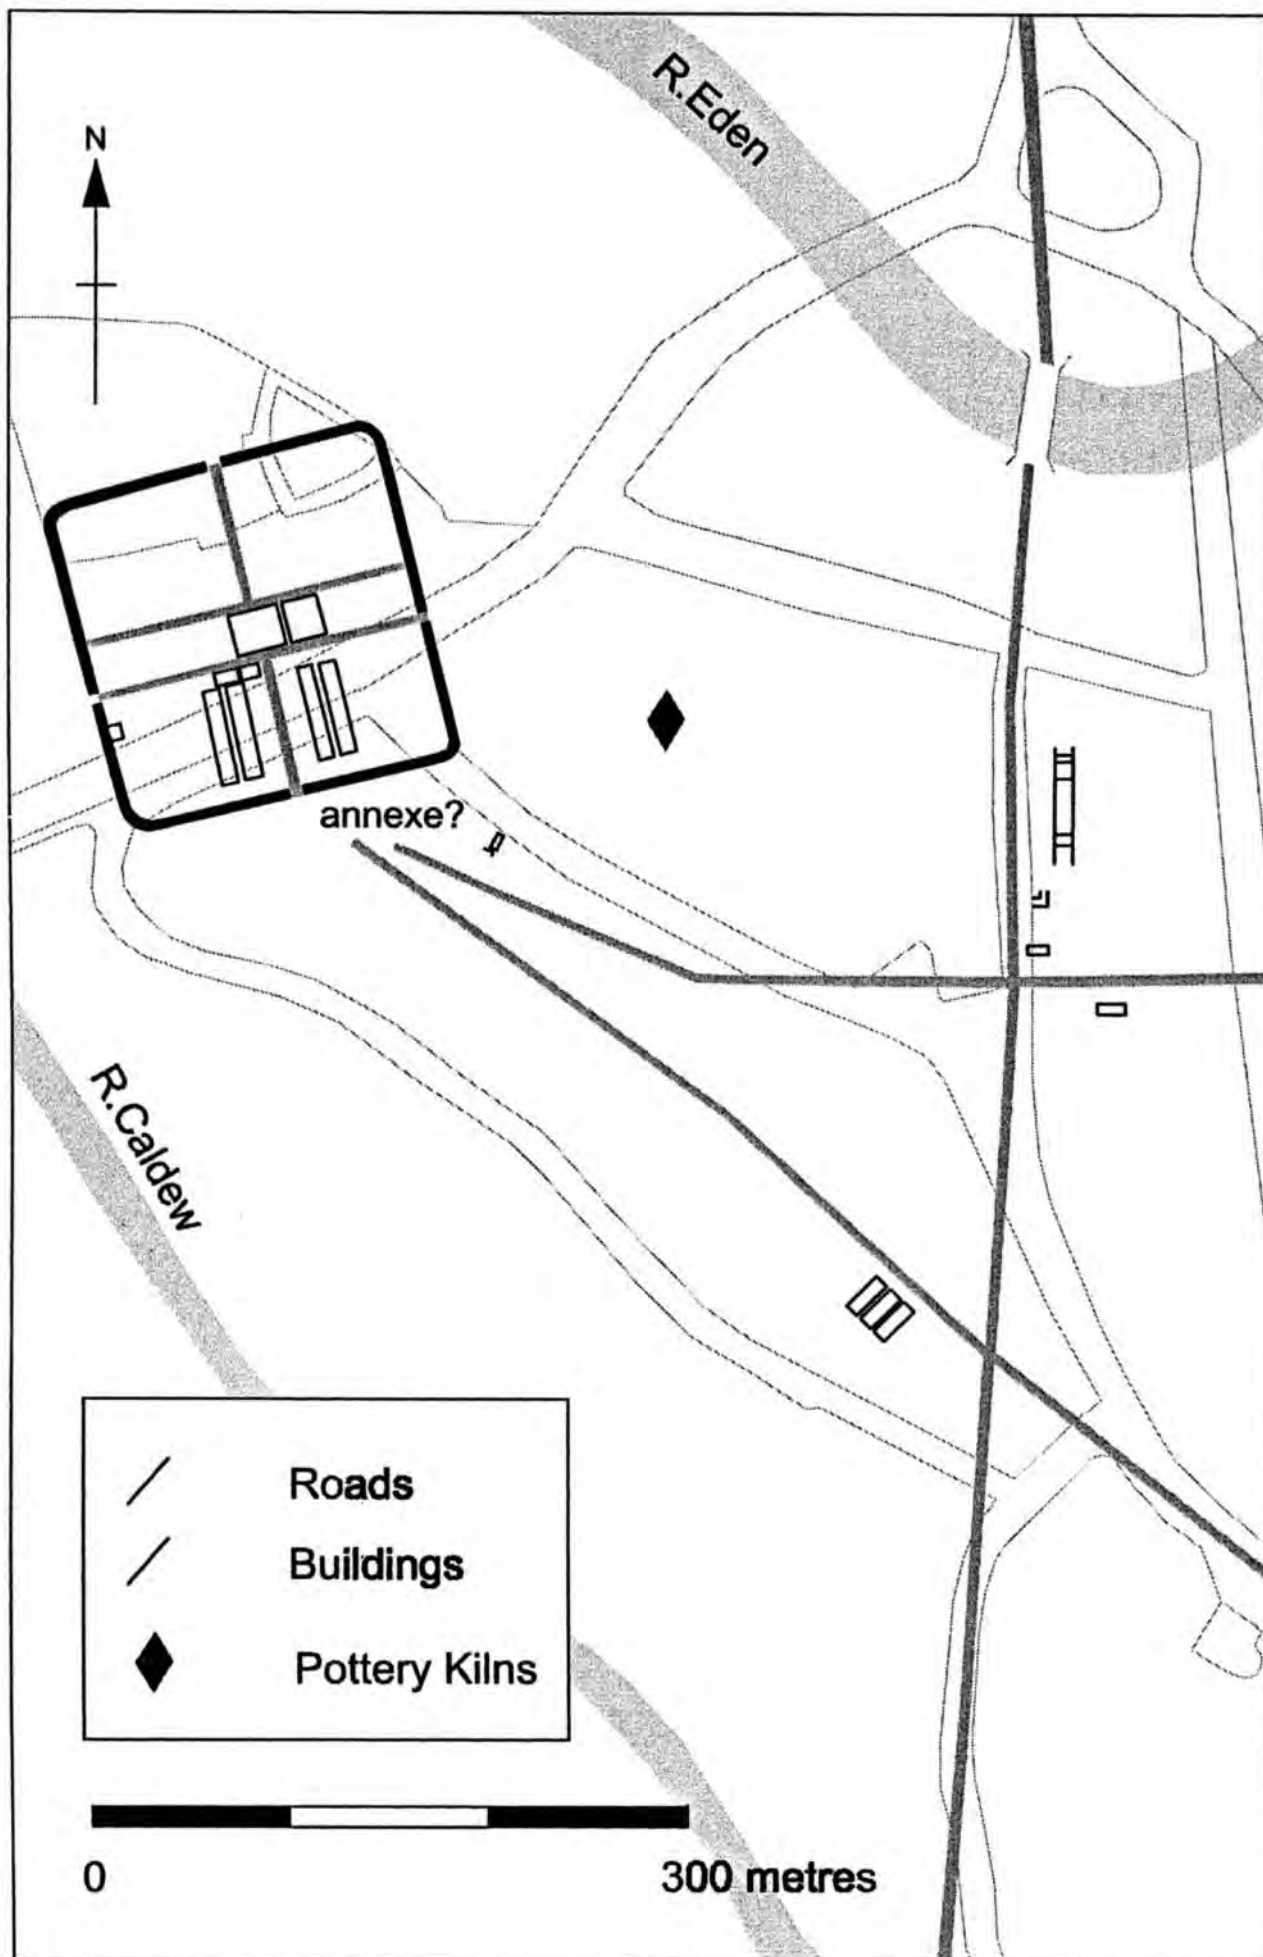 R.Eden
N
annexe?
R.Caldew
Roads
Buildings
Pottery Kilns
0 300 metres